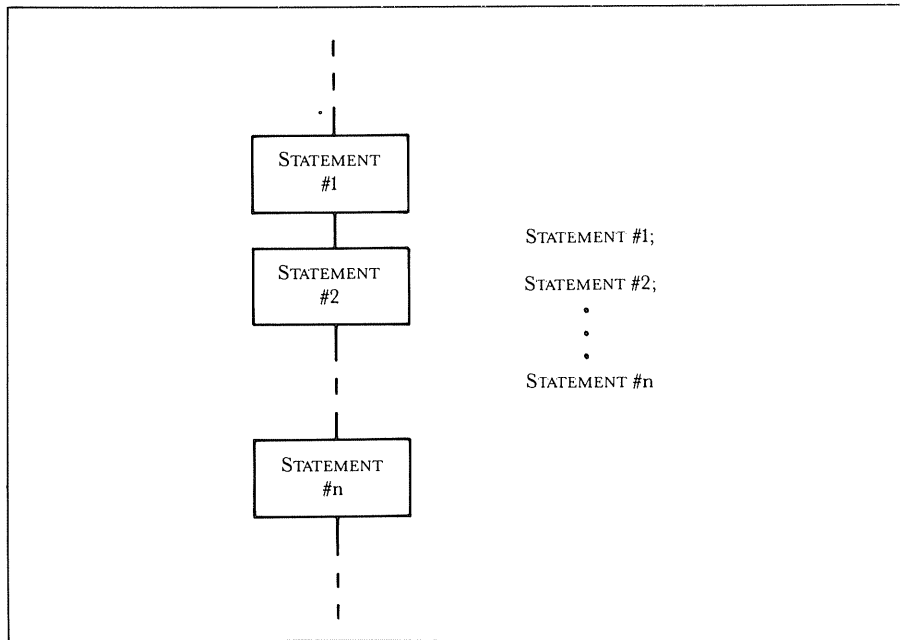 STATEMENT
#1
STATEMENT
#2
STATEMENT
#n
STATEMENT #1;
STATEMENT #2;
STATEMENT #n